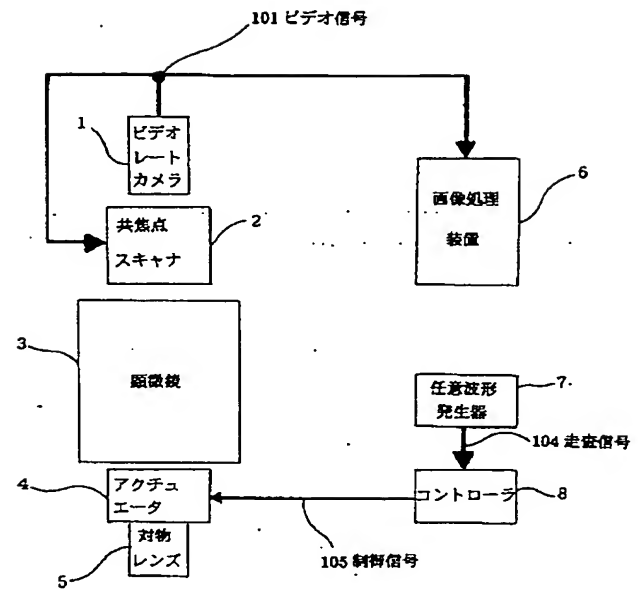 101 ビデオ信号
1
ビデオ
レート
カメラ
6
画像処理
装置
2
共焦点
スキャナ
3
顕微鏡
7
任意波形
発生器
104 走査信号
4
アクチュ
エータ
コントローラ
8
対物
レンズ
5
105 制御信号